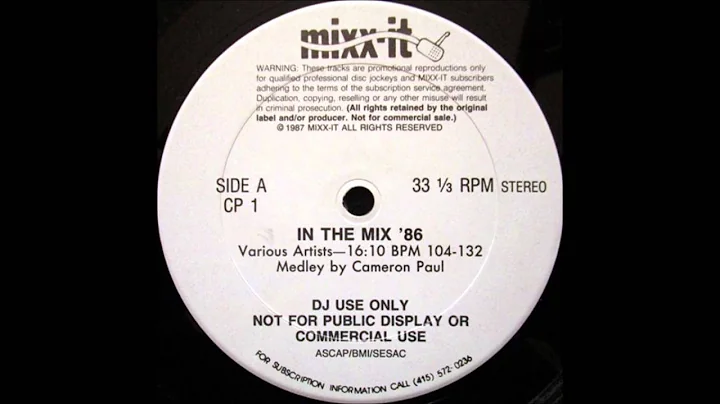 mixx-it
WARNING: These tracks are promotional reproductions only
for qualified professional disc jockeys and MIXX-IT subscribers
adhering to the terms of the subscription service agreement.
Duplication, copying, reselling or any other misuse will result
in criminal prosecution. (All rights retained by the original
label and/or producer. Not for commercial sale.)
© 1987 MIXX-IT ALL RIGHTS RESERVED
SIDE A
CP 1
33 ⅓ RPM STEREO
IN THE MIX '86
Various Artists—16:10 BPM 104-132
Medley by Cameron Paul
DJ USE ONLY
NOT FOR PUBLIC DISPLAY OR
COMMERCIAL USE
ASCAP/BMI/SESAC
FOR SUBSCRIPTION INFORMATION CALL (415) 572-0236